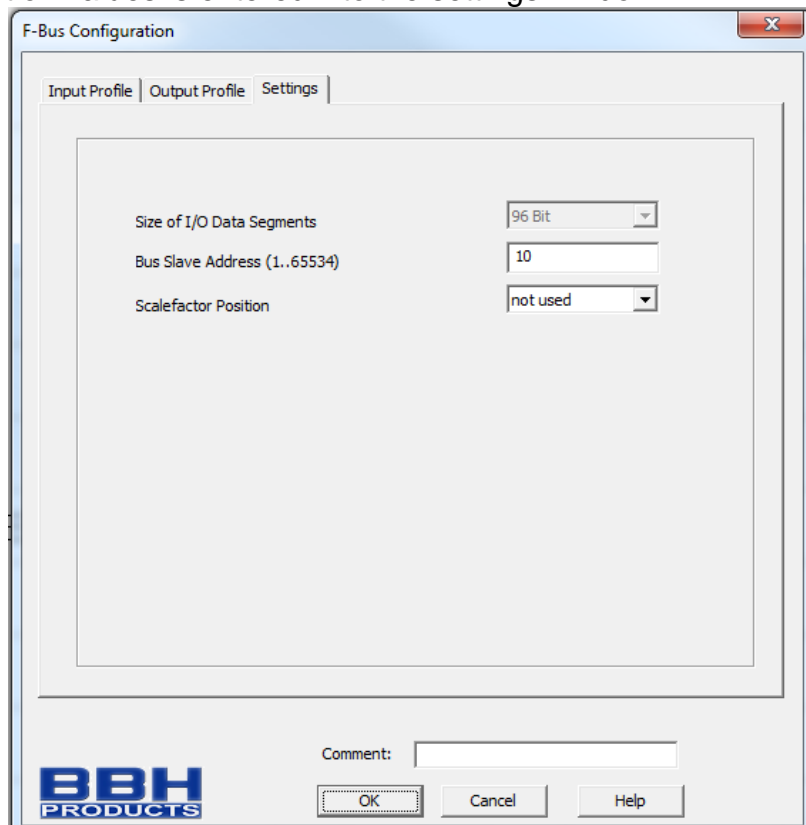 F-Bus Configuration
Input Profile Output Profile Settings
Size of I/O Data Segments 96 Bit
Bus Slave Address (1..65534) 10
Scalefactor Position not used
Comment:
BBH
PRODUCTS
OK Cancel Help